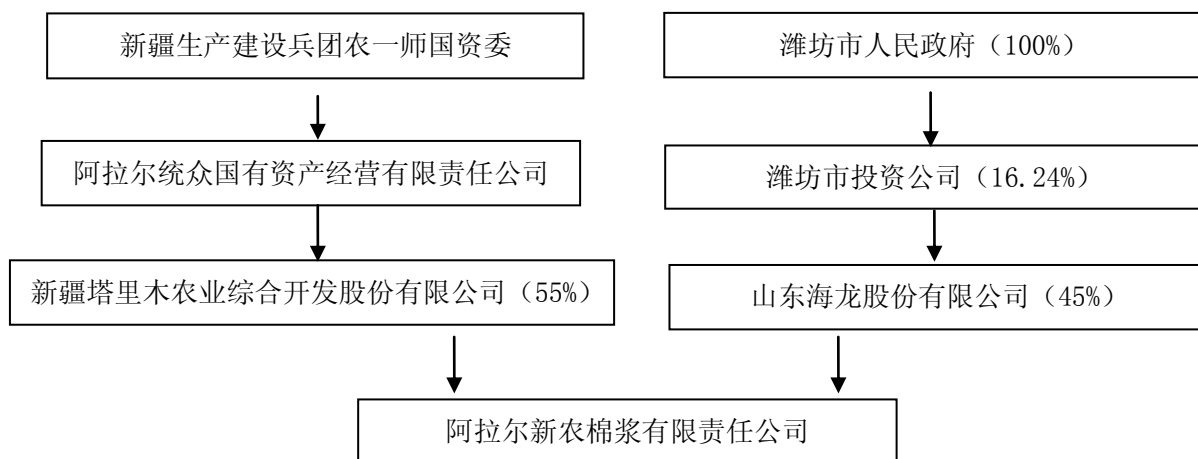 新疆生产建设兵团农一师国资委
潍坊市人民政府（100%）
阿拉尔统众国有资产经营有限责任公司
潍坊市投资公司（16.24%）
新疆塔里木农业综合开发股份有限公司（55%）
山东海龙股份有限公司（45%）
阿拉尔新农棉浆有限责任公司